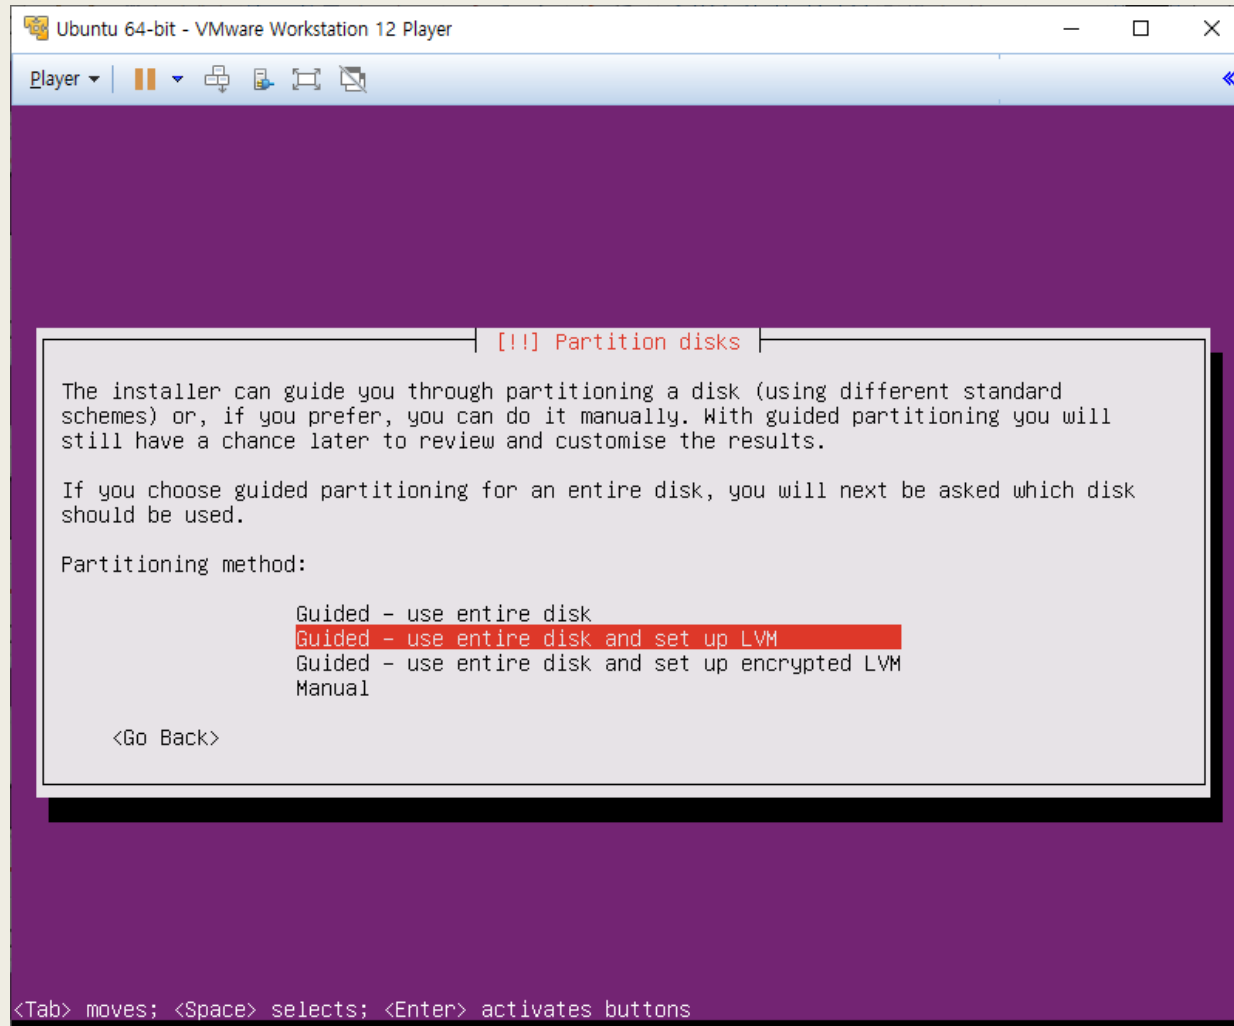 Ubuntu 64-bit - VMware Workstation 12 Player
Player
[!!] Partition disks
The installer can guide you through partitioning a disk (using different standard
schemes) or, if you prefer, you can do it manually. With guided partitioning you will
still have a chance later to review and customise the results.
If you choose guided partitioning for an entire disk, you will next be asked which disk
should be used.
Partitioning method:
Guided - use entire disk
Guided - use entire disk and set up LVM
Guided - use entire disk and set up encrypted LVM
Manual
<Go Back>
<Tab> moves; <Space> selects; <Enter> activates buttons